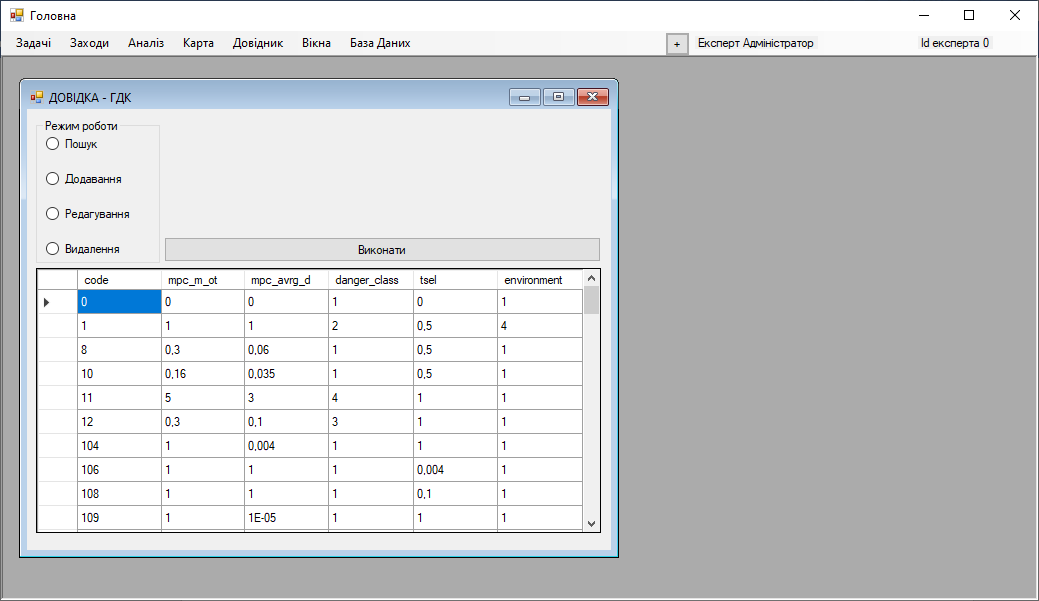 Головна
Задачі Заходи Аналіз Карта Довідник Вікна База Даних + Експерт Адміністратор Id експерта 0
ДОВІДКА - ГДК
Режим роботи
Пошук
Додавання
Редагування
Видалення
Виконати
code mpc_m_ot mpc_avrg_d danger_class tsel environment
0 0 0 1 0 1
1 1 1 2 0,5 4
8 0,3 0,06 1 0,5 1
10 0,16 0,035 1 0,5 1
11 5 3 4 1 1
12 0,3 0,1 3 1 1
104 1 0,004 1 1 1
106 1 1 1 0,004 1
108 1 1 1 0,1 1
109 1 1E-05 1 1 1